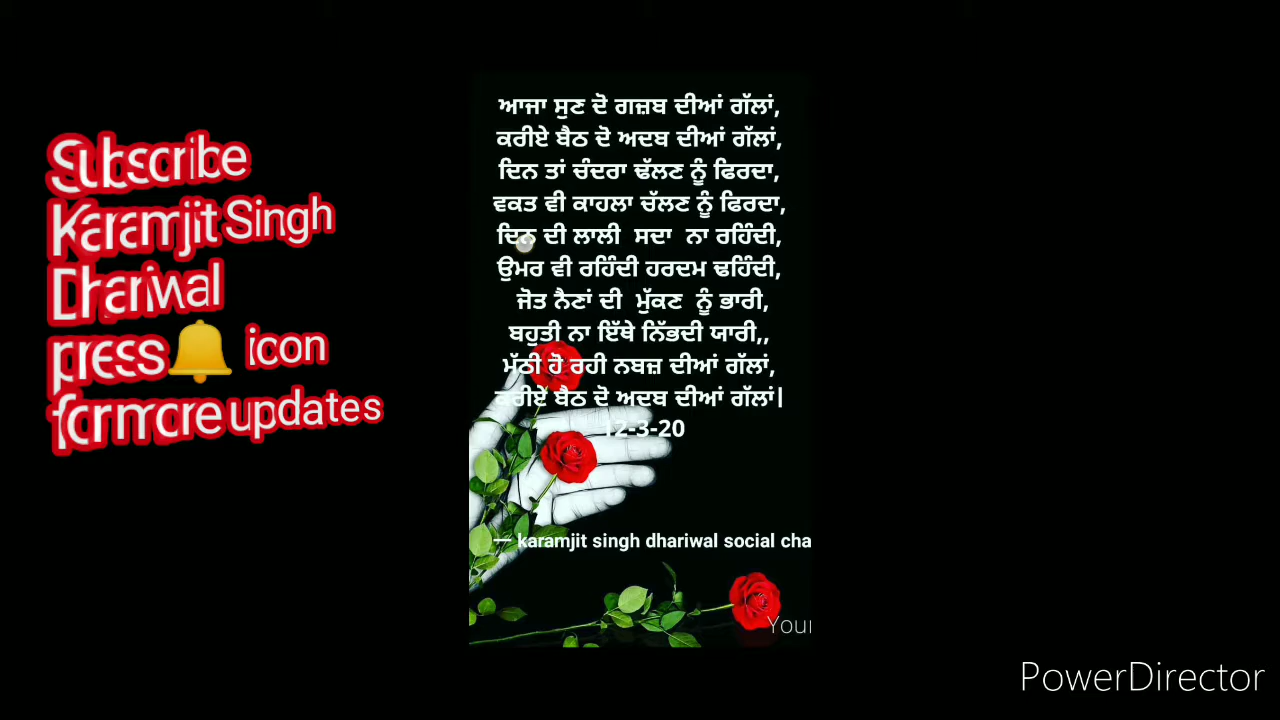 Subscribe
Karamjit Singh
Dhariwal
press🔔 icon
for more updates
ਆਜਾ ਸੁਣ ਦੋ ਗਜ਼ਬ ਦੀਆਂ ਗੱਲਾਂ,
ਕਰੀਏ ਬੈਠ ਦੋ ਅਦਬ ਦੀਆਂ ਗੱਲਾਂ,
ਦਿਨ ਤਾਂ ਚੰਦਰਾ ਢੱਲਣ ਨੂੰ ਫਿਰਦਾ,
ਵਕਤ ਵੀ ਕਾਹਲਾ ਚੱਲਣ ਨੂੰ ਫਿਰਦਾ,
ਦਿਨ ਦੀ ਲਾਲੀ ਸਦਾ ਨਾ ਰਹਿੰਦੀ,
ਉਮਰ ਵੀ ਰਹਿੰਦੀ ਹਰਦਮ ਢਹਿੰਦੀ,
ਜੋਤ ਨੈਣਾਂ ਦੀ ਮੁੱਕਣ ਨੂੰ ਭਾਰੀ,
ਬਹੁਤੀ ਨਾ ਇੱਥੇ ਨਿੱਭਦੀ ਯਾਰੀ,,
ਮੱਠੀ ਹੋ ਰਹੀ ਨਬਜ਼ ਦੀਆਂ ਗੱਲਾਂ,
ਕਰੀਏ ਬੈਠ ਦੋ ਅਦਬ ਦੀਆਂ ਗੱਲਾਂ|
12-3-20
— karamjit singh dhariwal social cha
Your
PowerDirector